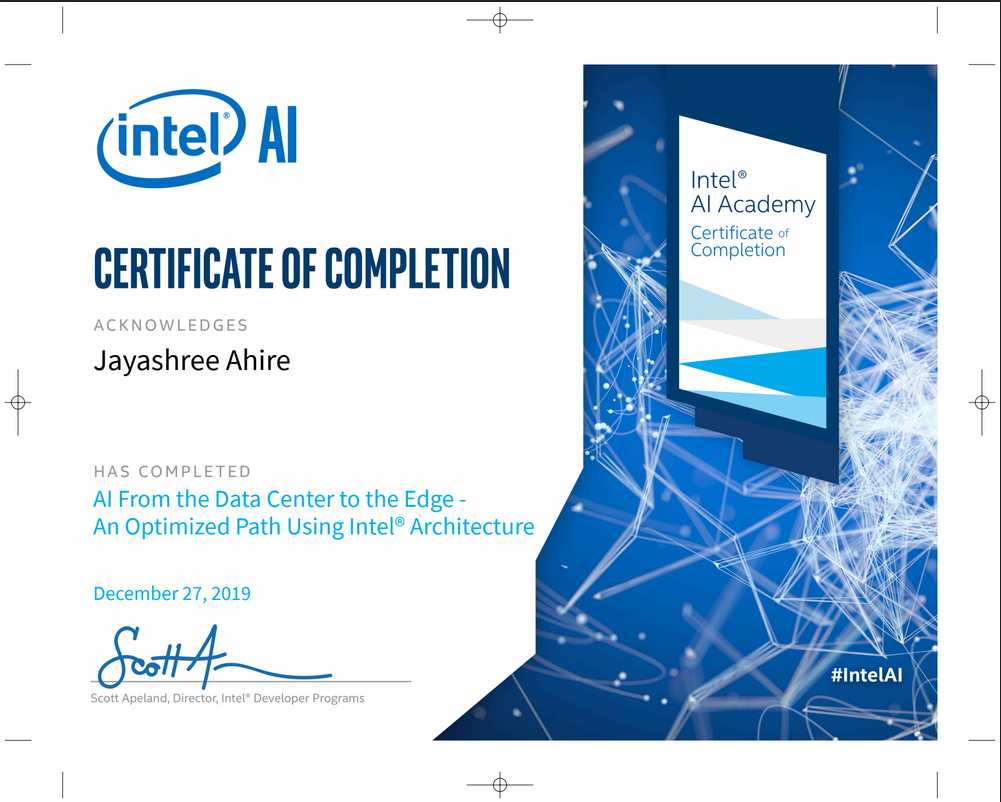 intel® AI
CERTIFICATE OF COMPLETION
ACKNOWLEDGES
Jayashree Ahire
HAS COMPLETED
AI From the Data Center to the Edge -
An Optimized Path Using Intel® Architecture
December 27, 2019
Scott A
Scott Apeland, Director, Intel® Developer Programs
Intel®
AI Academy
Certificate of
Completion
#IntelAI